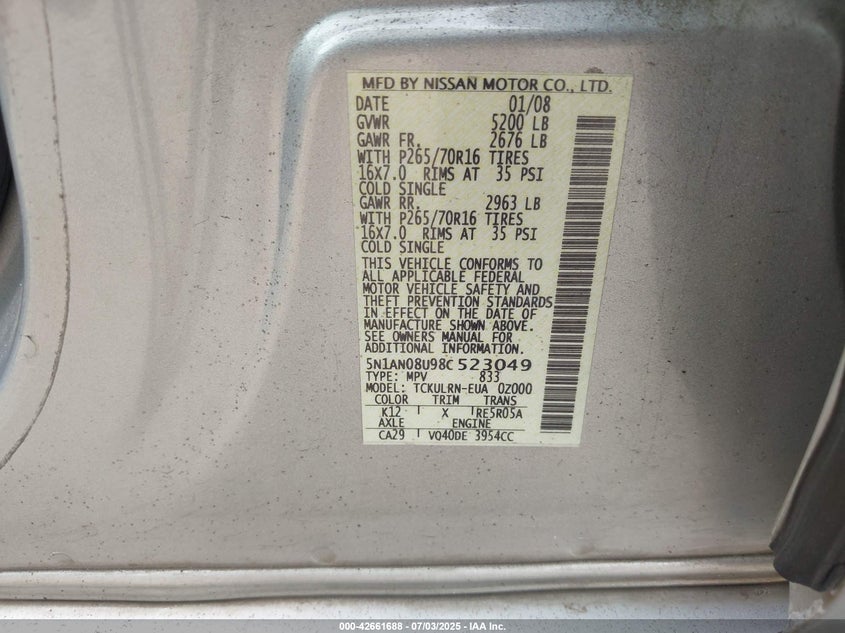 MFD BY NISSAN MOTOR CO., LTD.
DATE 01/08
GVWR 5200 LB
GAWR FR. 2676 LB
WITH P265/70R16 TIRES
16X7.0 RIMS AT 35 PSI
COLD SINGLE
GAWR RR. 2963 LB
WITH P265/70R16 TIRES
16X7.0 RIMS AT 35 PSI
COLD SINGLE
THIS VEHICLE CONFORMS TO
ALL APPLICABLE FEDERAL
MOTOR VEHICLE SAFETY AND
THEFT PREVENTION STANDARDS
IN EFFECT ON THE DATE OF
MANUFACTURE SHOWN ABOVE.
SEE OWNERS MANUAL FOR
ADDITIONAL INFORMATION.
5N1AN08U98C523049
TYPE: MPV 833
MODEL: TCKULRN-EUA 0Z000
COLOR TRIM TRANS
K12 X RE5R05A
AXLE ENGINE
CA29 VQ40DE 3954CC
000-42661688 - 07/03/2025 - IAA Inc.